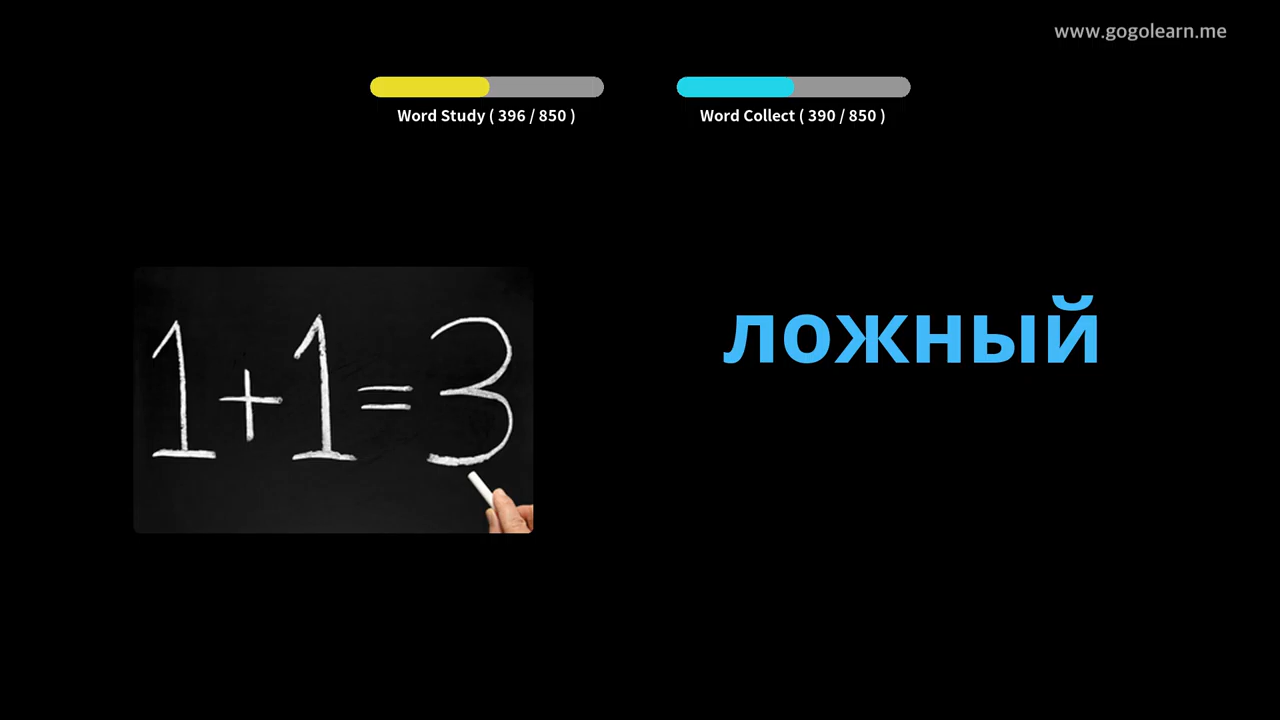 www.gogolearn.me
Word Study ( 396 / 850 )
Word Collect ( 390 / 850 )
1+1=3
ложный